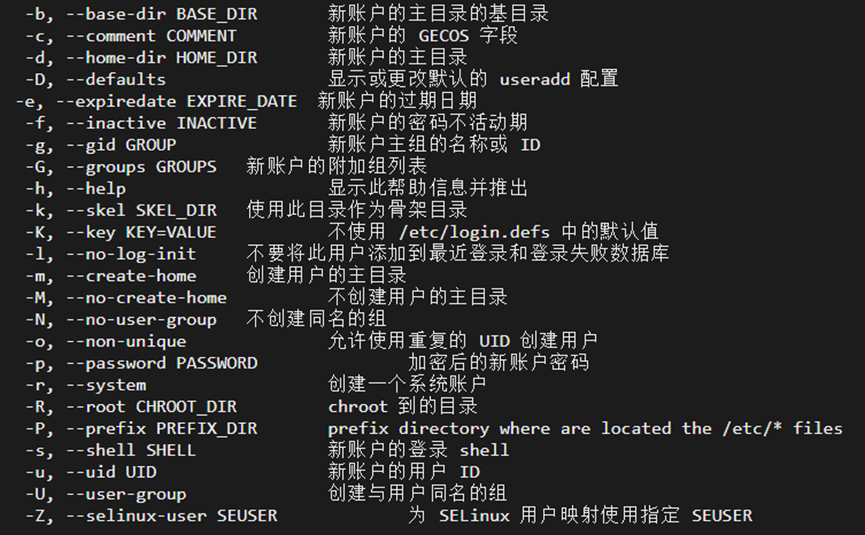 -b, --base-dir BASE_DIR 新账户的主目录的基目录
-c, --comment COMMENT 新账户的 GECOS 字段
-d, --home-dir HOME_DIR 新账户的主目录
-D, --defaults 显示或更改默认的 useradd 配置
-e, --expiredate EXPIRE_DATE 新账户的过期日期
-f, --inactive INACTIVE 新账户的密码不活动期
-g, --gid GROUP 新账户主组的名称或 ID
-G, --groups GROUPS 新账户的附加组列表
-h, --help 显示此帮助信息并推出
-k, --skel SKEL_DIR 使用此目录作为骨架目录
-K, --key KEY=VALUE 不使用 /etc/login.defs 中的默认值
-l, --no-log-init 不要将此用户添加到最近登录和登录失败数据库
-m, --create-home 创建用户的主目录
-M, --no-create-home 不创建用户的主目录
-N, --no-user-group 不创建同名的组
-o, --non-unique 允许使用重复的 UID 创建用户
-p, --password PASSWORD 加密后的新账户密码
-r, --system 创建一个系统账户
-R, --root CHROOT_DIR chroot 到的目录
-P, --prefix PREFIX_DIR prefix directory where are located the /etc/* files
-s, --shell SHELL 新账户的登录 shell
-u, --uid UID 新账户的用户 ID
-U, --user-group 创建与用户同名的组
-Z, --selinux-user SEUSER 为 SELinux 用户映射使用指定 SEUSER